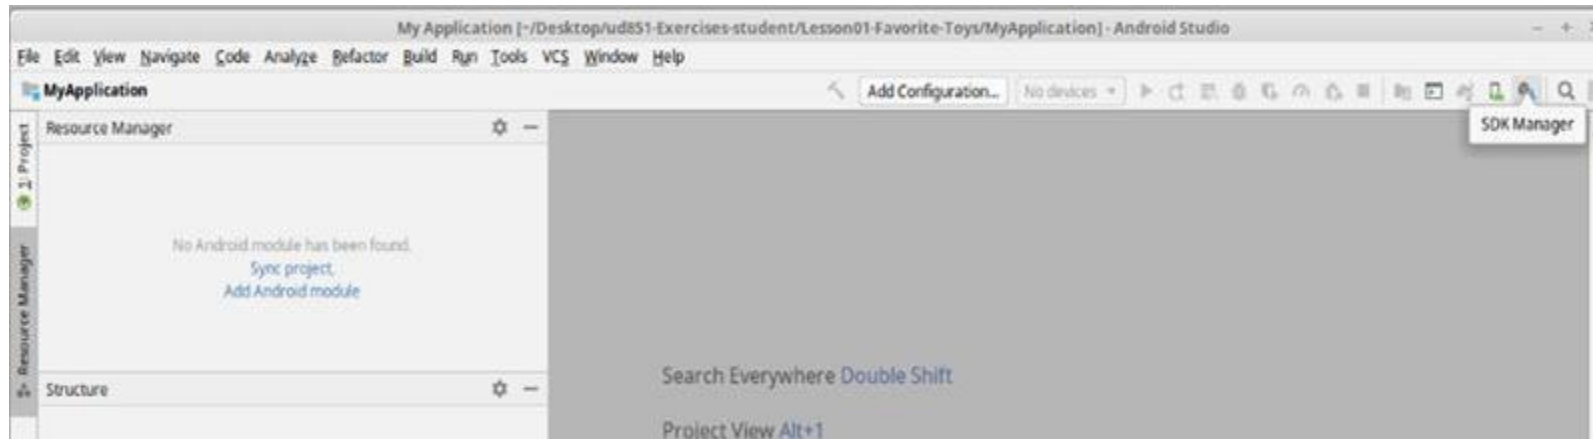 My Application [~/Desktop/ud851-Exercises-student/Lesson01-Favorite-Toys/MyApplication] - Android Studio
File Edit View Navigate Code Analyze Refactor Build Run Tools VCS Window Help
MyApplication
Add Configuration...
No devices
SDK Manager
1: Project
Resource Manager
Resource Manager
No Android module has been found.
Sync project.
Add Android module
Structure
Search Everywhere Double Shift
Project View Alt+1